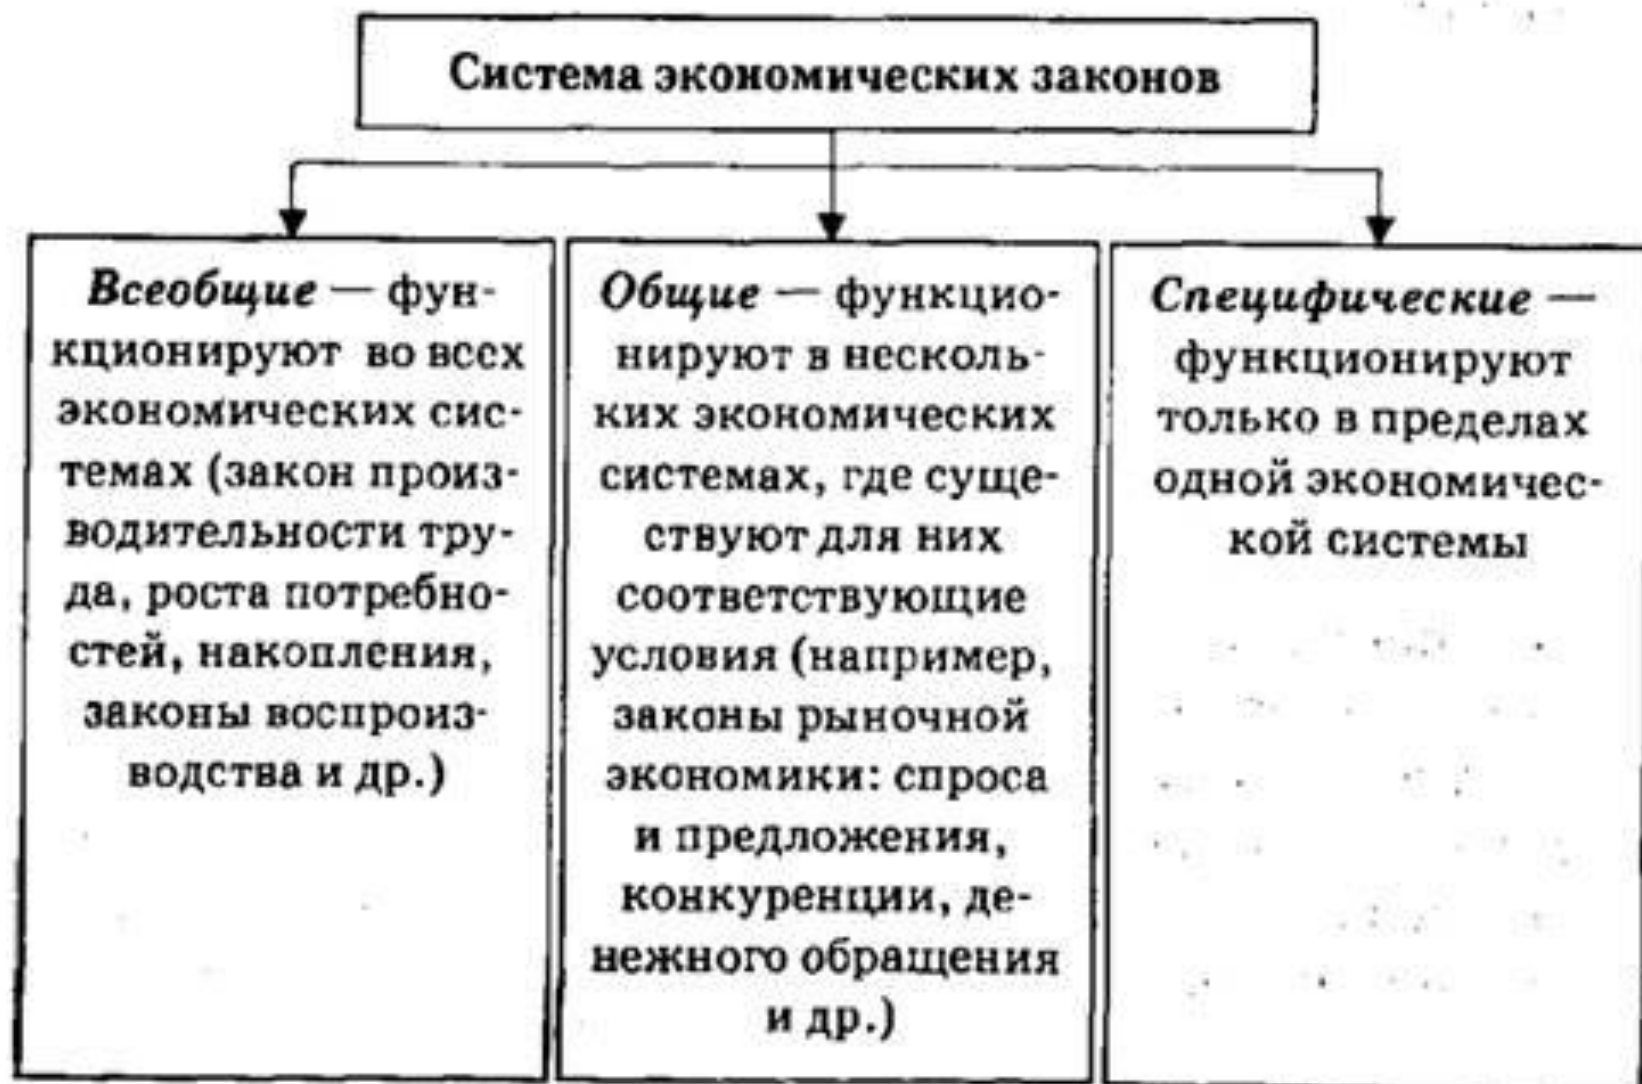 Система экономических законов
Всеобщие — фун-
кционируют во всех
экономических сис-
темах (закон произ-
водительности тру-
да, роста потребно-
стей, накопления,
законы воспроиз-
водства и др.)
Общие — функцио-
нируют в несколь-
ких экономических
системах, где суще-
ствуют для них
соответствующие
условия (например,
законы рыночной
экономики: спроса
и предложения,
конкуренции, де-
нежного обращения
и др.)
Специфические —
функционируют
только в пределах
одной экономичес-
кой системы